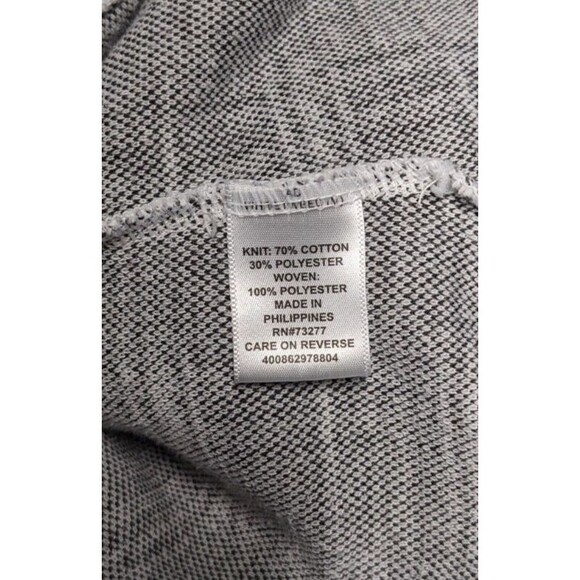 KNIT: 70% COTTON
30% POLYESTER
WOVEN:
100% POLYESTER
MADE IN
PHILIPPINES
RN#73277
CARE ON REVERSE
400862978804